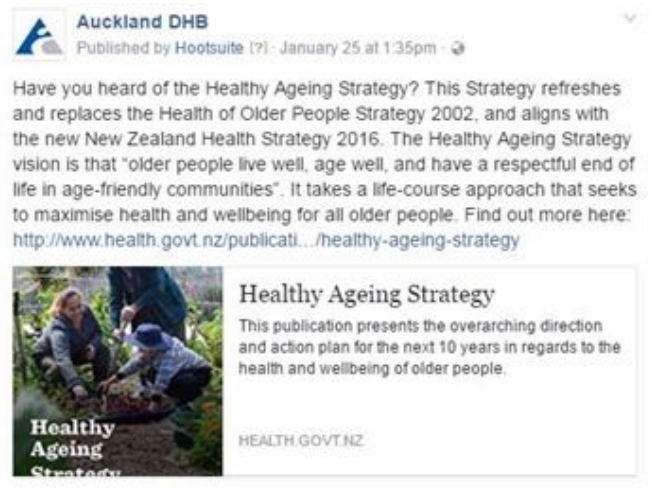 Auckland DHB
Published by Hootsuite [?] · January 25 at 1:35pm ·
Have you heard of the Healthy Ageing Strategy? This Strategy refreshes
and replaces the Health of Older People Strategy 2002, and aligns with
the new New Zealand Health Strategy 2016. The Healthy Ageing Strategy
vision is that "older people live well, age well, and have a respectful end of
life in age-friendly communities". It takes a life-course approach that seeks
to maximise health and wellbeing for all older people. Find out more here:
http://www.health.govt.nz/publicati.../healthy-ageing-strategy
Healthy Ageing Strategy
This publication presents the overarching direction
and action plan for the next 10 years in regards to the
health and wellbeing of older people.
HEALTH.GOVT.NZ
Healthy
Ageing
Strategy